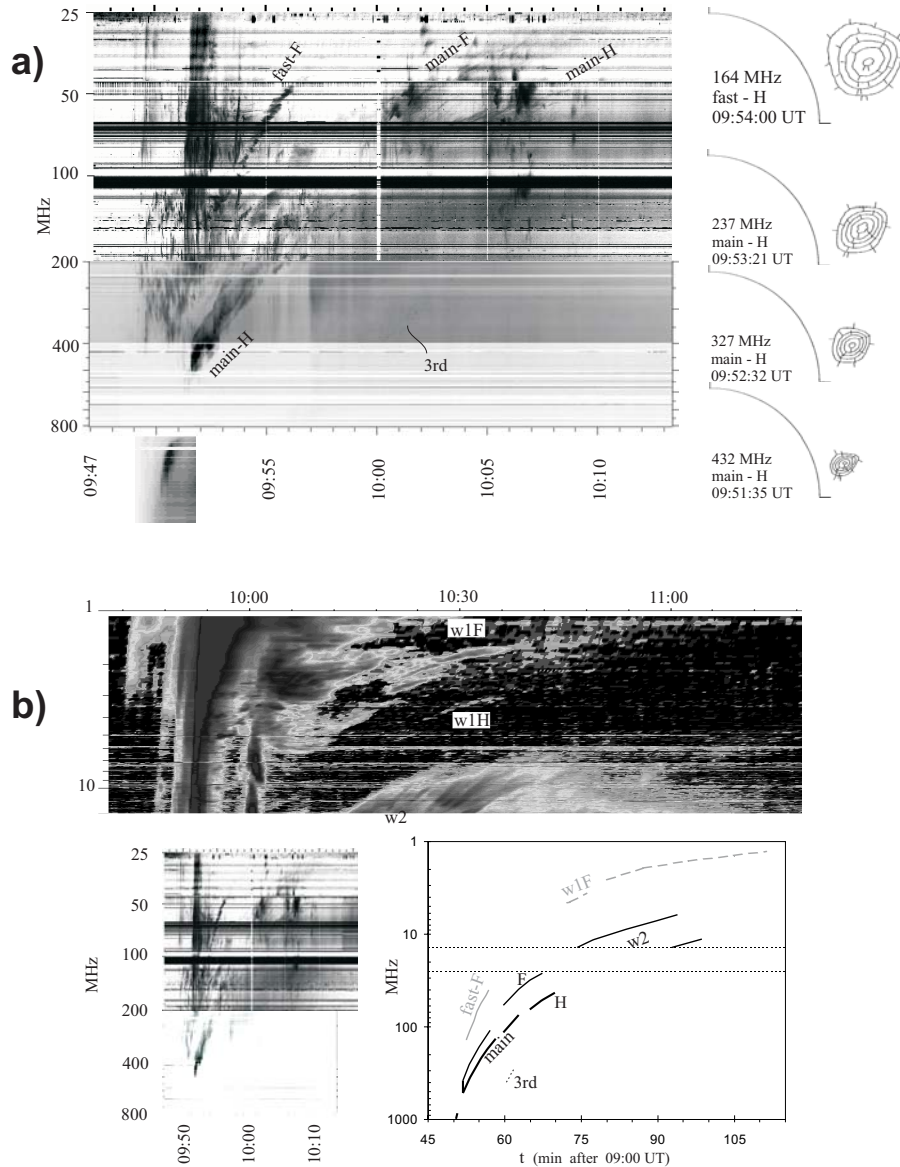 a)
25
50
100
MHz
200
400
800
fast-F
main-F
main-H
main-H
3rd
09:47
09:55
10:00
10:05
10:10
164 MHz
fast - H
09:54:00 UT
237 MHz
main - H
09:53:21 UT
327 MHz
main - H
09:52:32 UT
432 MHz
main - H
09:51:35 UT
b)
10:00
10:30
11:00
1
10
w1F
w1H
w2
25
50
100
MHz
200
400
800
09:50
10:00
10:10
1
10
100
1000
MHz
w1F
w2
fast-F
F
H
main
3rd
45
60
75
90
105
t (min after 09:00 UT)